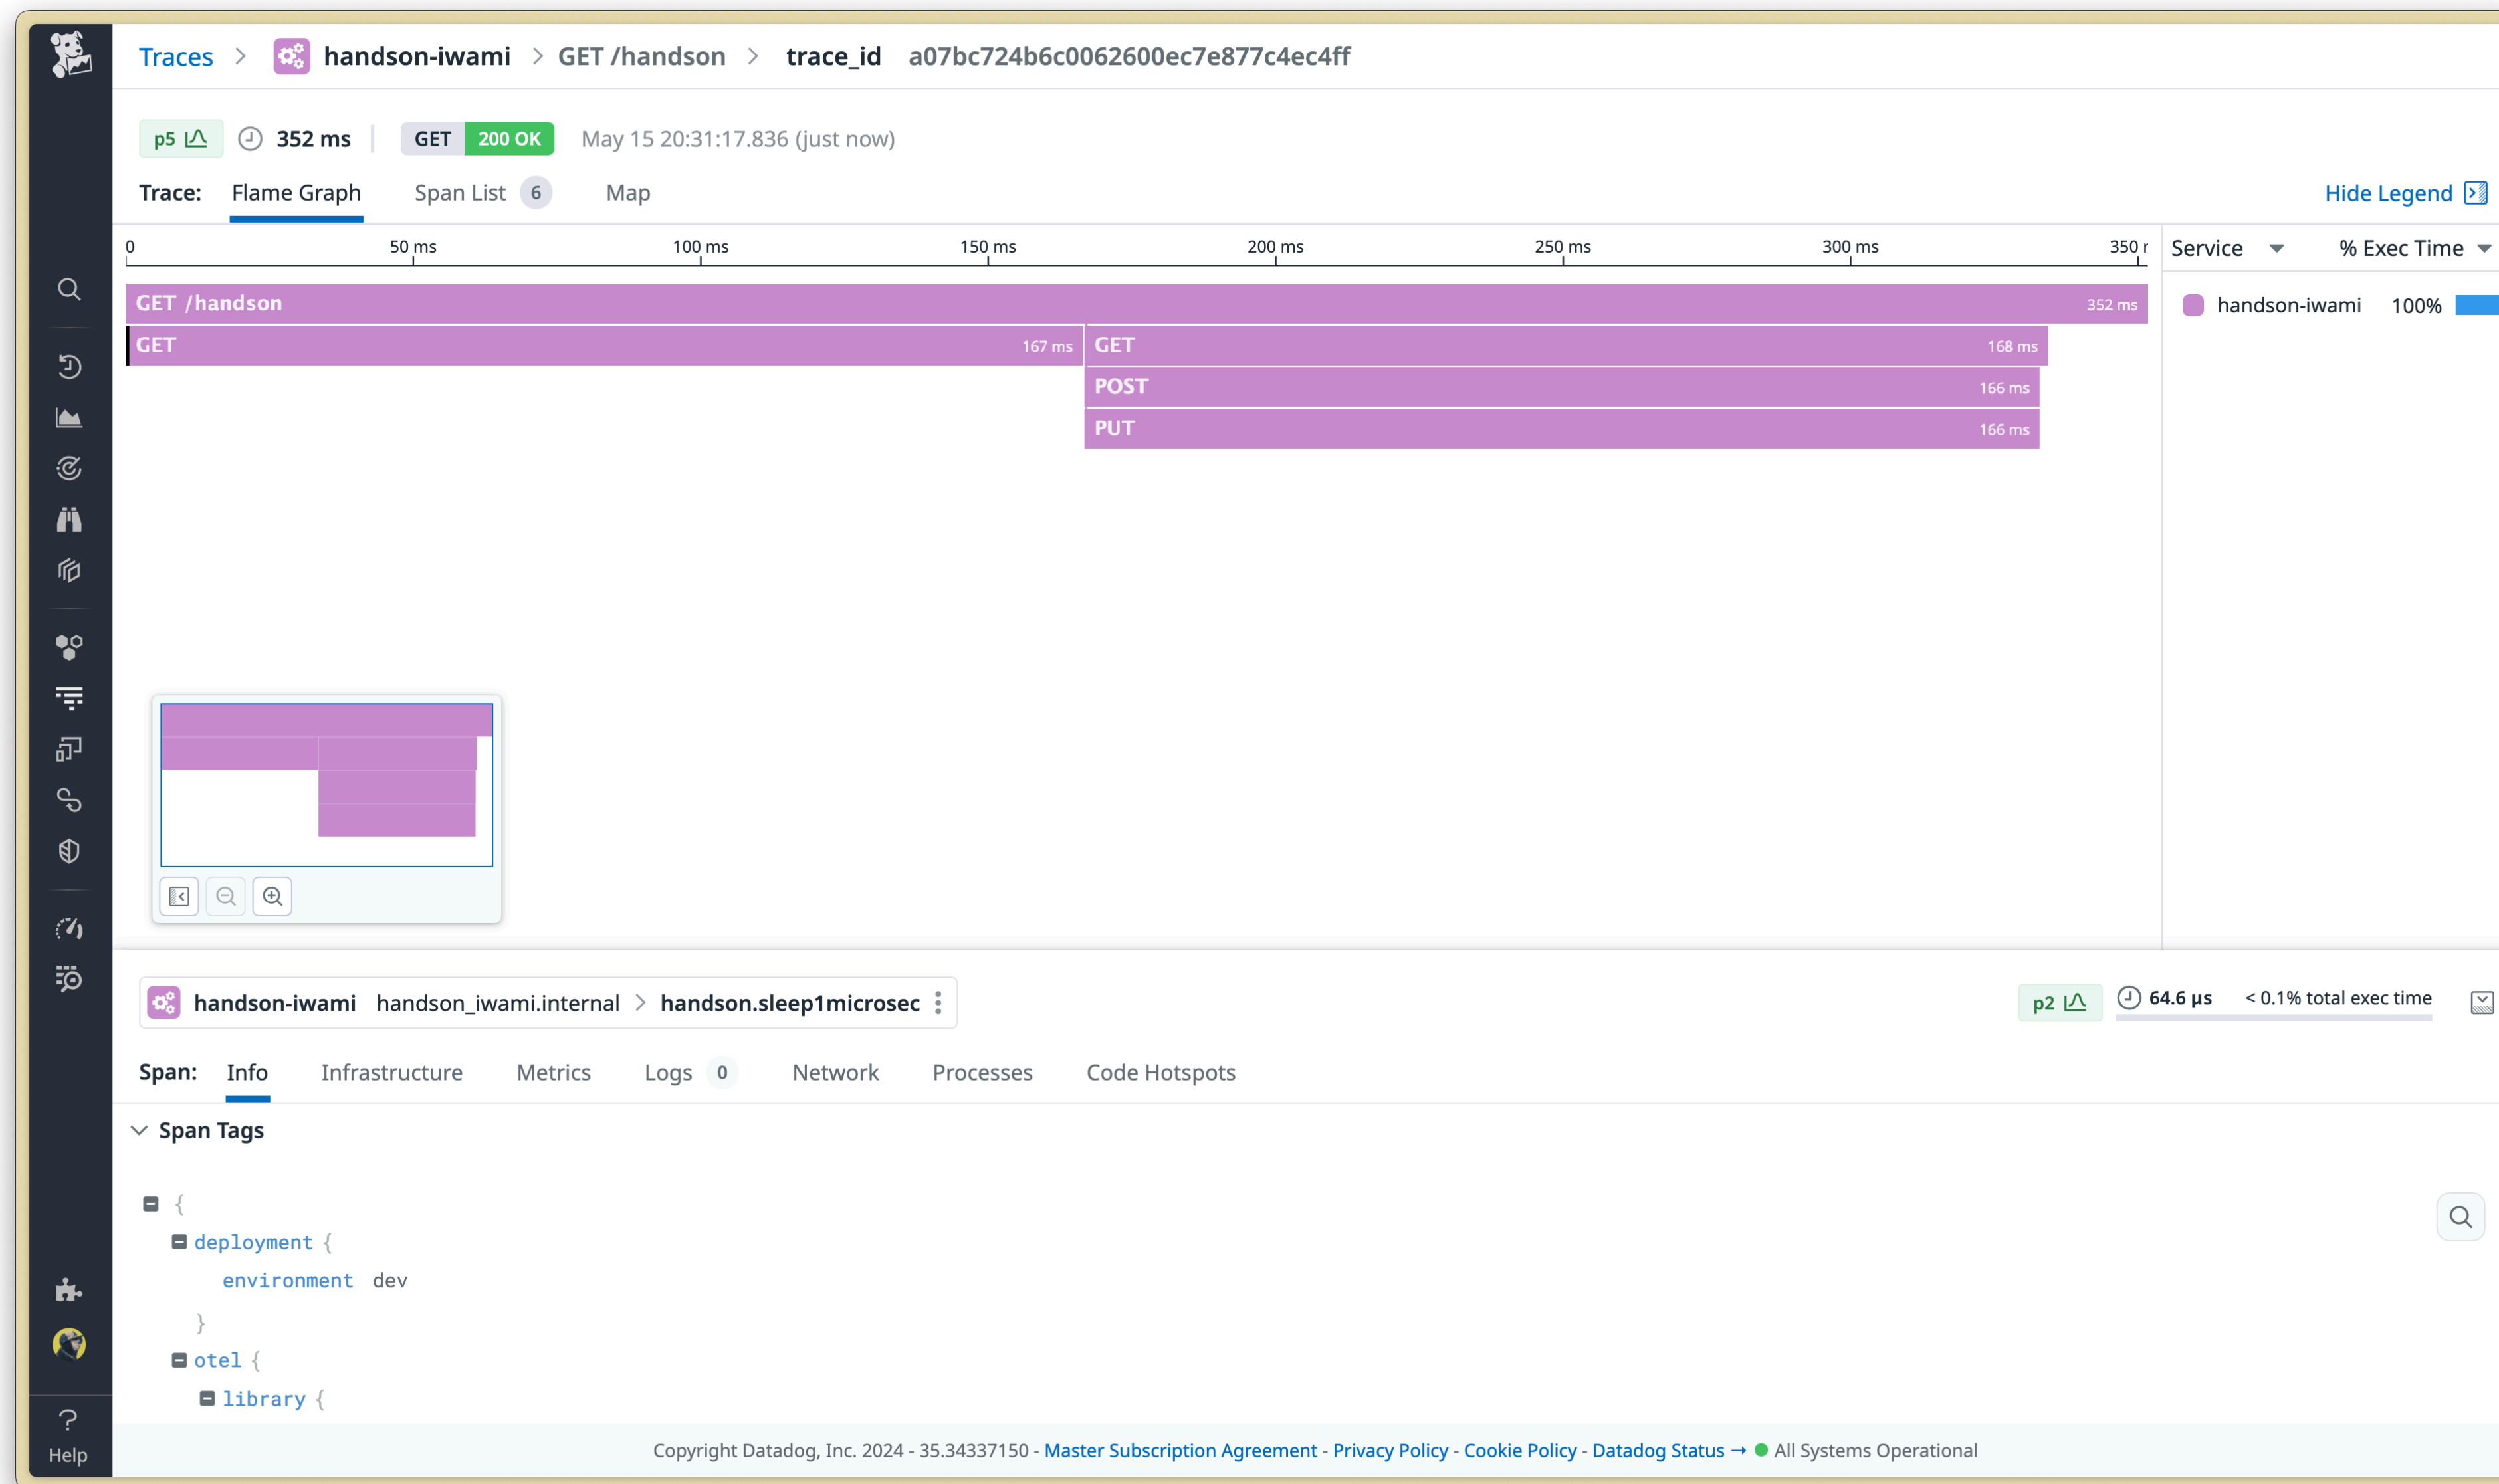 Traces > handson-iwami > GET /handson > trace_id a07bc724b6c0062600ec7e877c4ec4ff
p5 352 ms GET 200 OK May 15 20:31:17.836 (just now)
Trace: Flame Graph Span List 6 Map Hide Legend
0 50 ms 100 ms 150 ms 200 ms 250 ms 300 ms 350 Service % Exec Time
GET /handson 352 ms handson-iwami 100%
GET 167 ms GET 168 ms
POST 166 ms
PUT 166 ms
handson-iwami handson_iwami.internal > handson.sleep1microsec p2 64.6 µs < 0.1% total exec time
Span: Info Infrastructure Metrics Logs 0 Network Processes Code Hotspots
Span Tags
{
deployment {
environment dev
}
otel {
library {
? Help
Copyright Datadog, Inc. 2024 - 35.34337150 - Master Subscription Agreement - Privacy Policy - Cookie Policy - Datadog Status → All Systems Operational